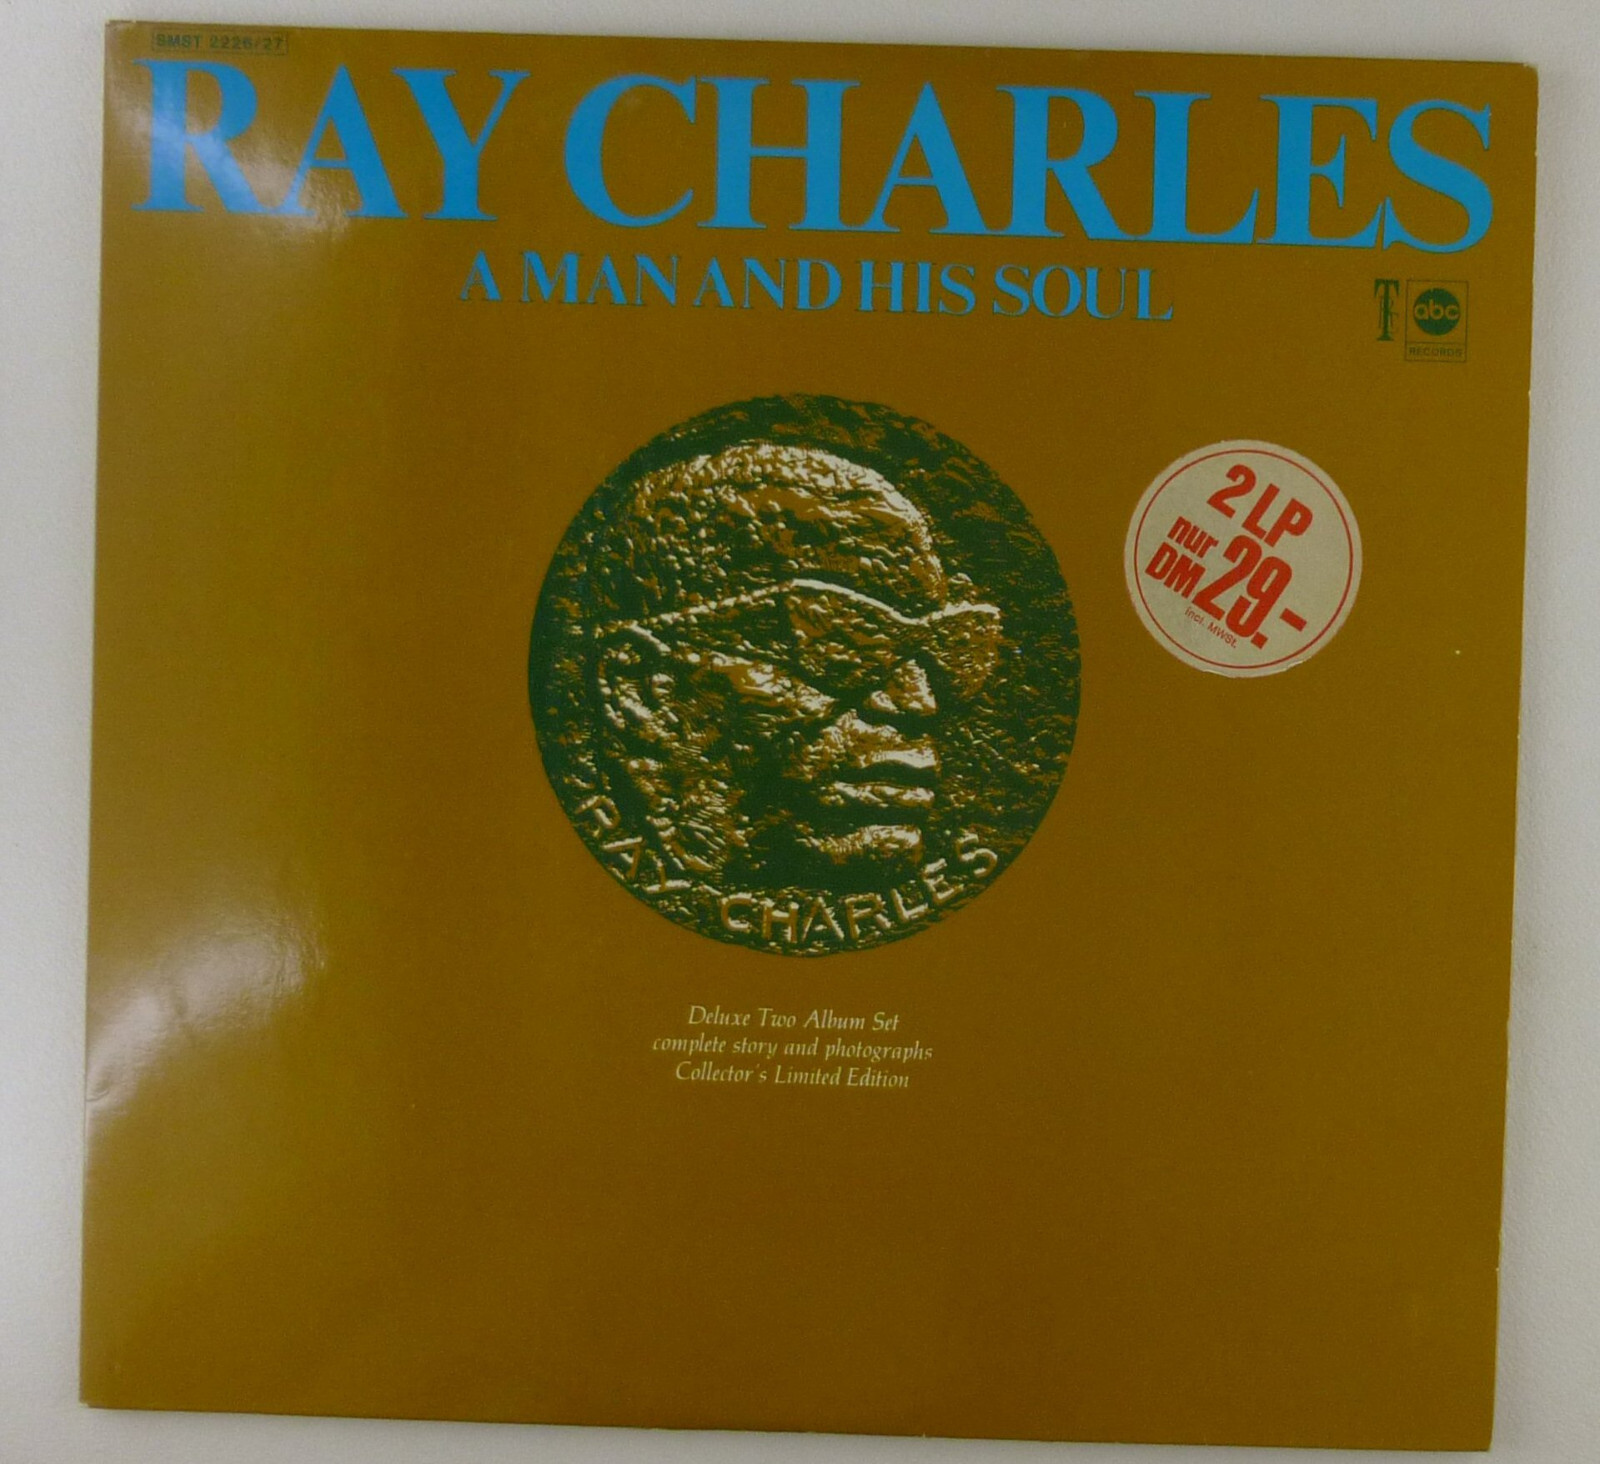 SMST 2226/27
RAY CHARLES
A MAN AND HIS SOUL
abc
RECORDS
2 LP
nur
DM 29.-
incl. MWSt.
RAY CHARLES
Deluxe Two Album Set
complete story and photographs
Collector's Limited Edition